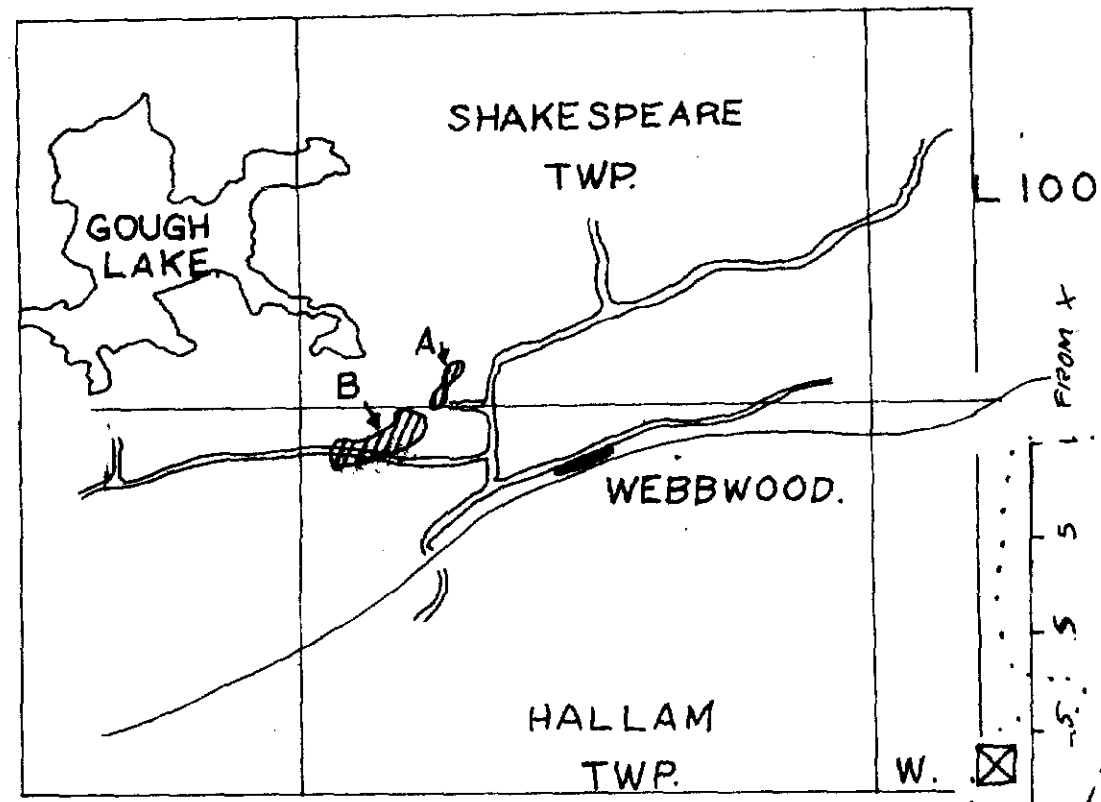 SHAKESPEARE
TWP.
L 100
GOUGH
LAKE
A
B
FROM X
1
WEBBWOOD.
5
5
.5
HALLAM
TWP.
W.